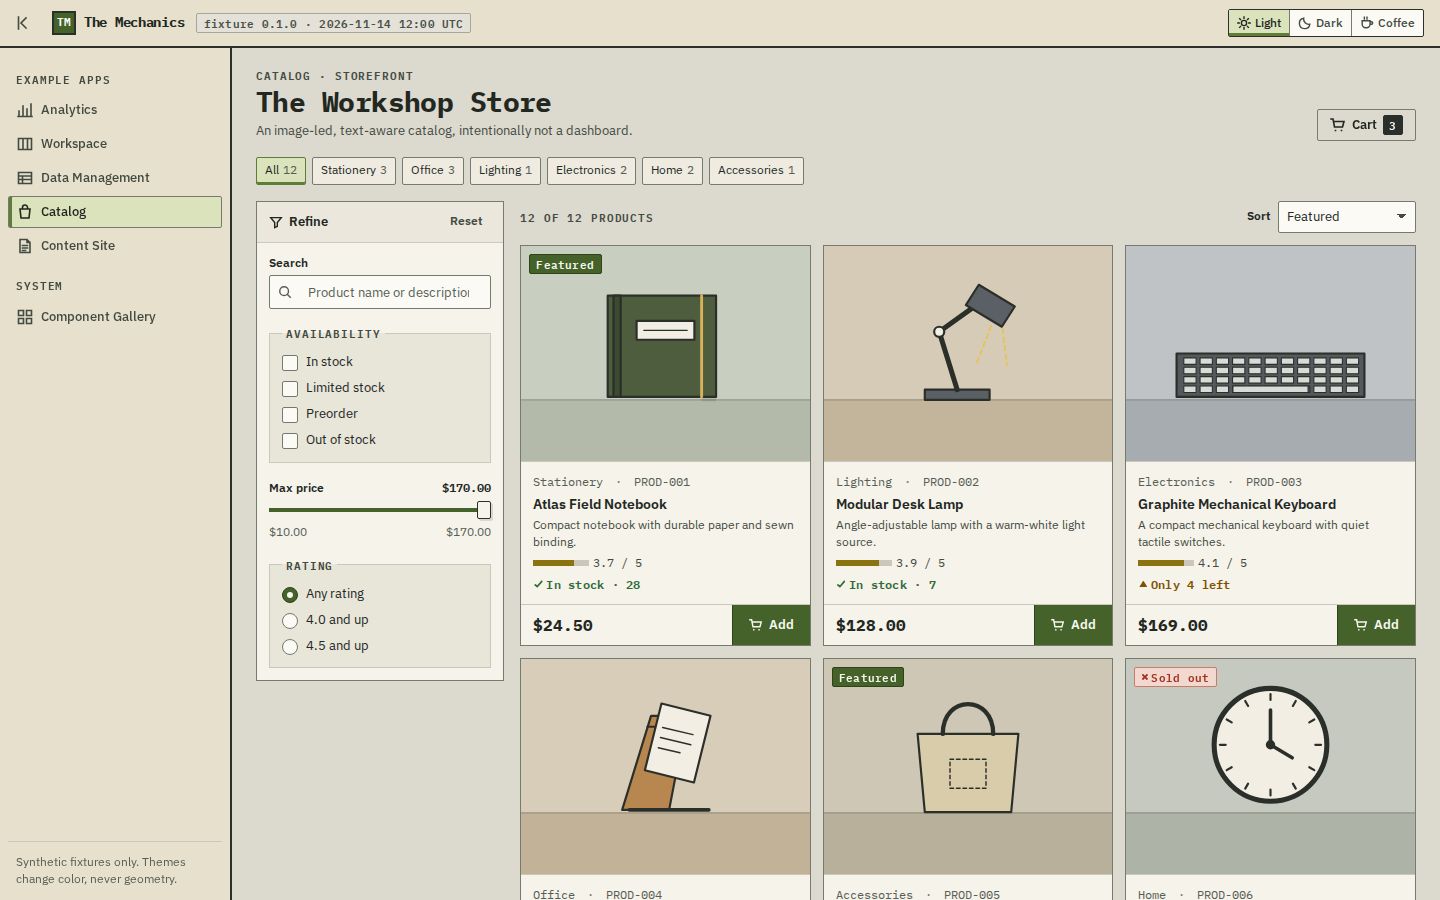 TM The Mechanics fixture 0.1.0 · 2026-11-14 12:00 UTC
Light Dark Coffee
EXAMPLE APPS
Analytics
Workspace
Data Management
Catalog
Content Site
SYSTEM
Component Gallery
Synthetic fixtures only. Themes
change color, never geometry.
CATALOG · STOREFRONT
The Workshop Store
An image-led, text-aware catalog, intentionally not a dashboard.
Cart 3
All 12 Stationery 3 Office 3 Lighting 1 Electronics 2 Home 2 Accessories 1
Refine Reset
Search
Product name or description
AVAILABILITY
In stock
Limited stock
Preorder
Out of stock
Max price $170.00
$10.00 $170.00
RATING
Any rating
4.0 and up
4.5 and up
12 OF 12 PRODUCTS
Sort Featured
Featured
Stationery · PROD-001
Atlas Field Notebook
Compact notebook with durable paper and sewn
binding.
3.7 / 5
In stock · 28
$24.50 Add
Lighting · PROD-002
Modular Desk Lamp
Angle-adjustable lamp with a warm-white light
source.
3.9 / 5
In stock · 7
$128.00 Add
Electronics · PROD-003
Graphite Mechanical Keyboard
A compact mechanical keyboard with quiet
tactile switches.
4.1 / 5
Only 4 left
$169.00 Add
Office · PROD-004
Featured
Accessories · PROD-005
Sold out
Home · PROD-006